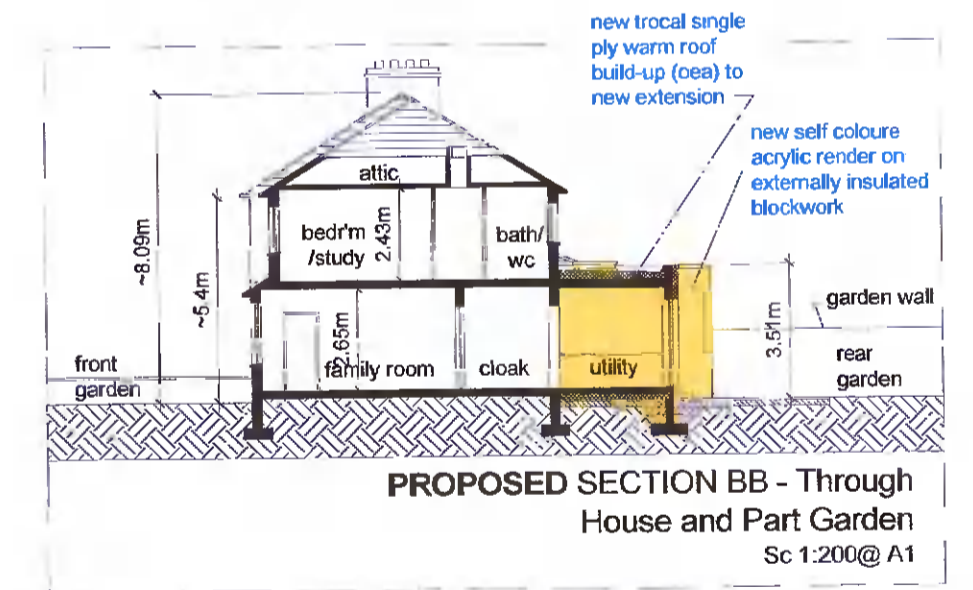 new trocal single
ply warm roof
build-up (oea) to
new extension
new self coloure
acrylic render on
externally insulated
blockwork
attic
bedr'm
/study
2.43m
bath/
wc
~8.09m
~5.4m
2.65m
family room
cloak
utility
3.51m
garden wall
front
garden
rear
garden
PROPOSED SECTION BB - Through
House and Part Garden
Sc 1:200@ A1